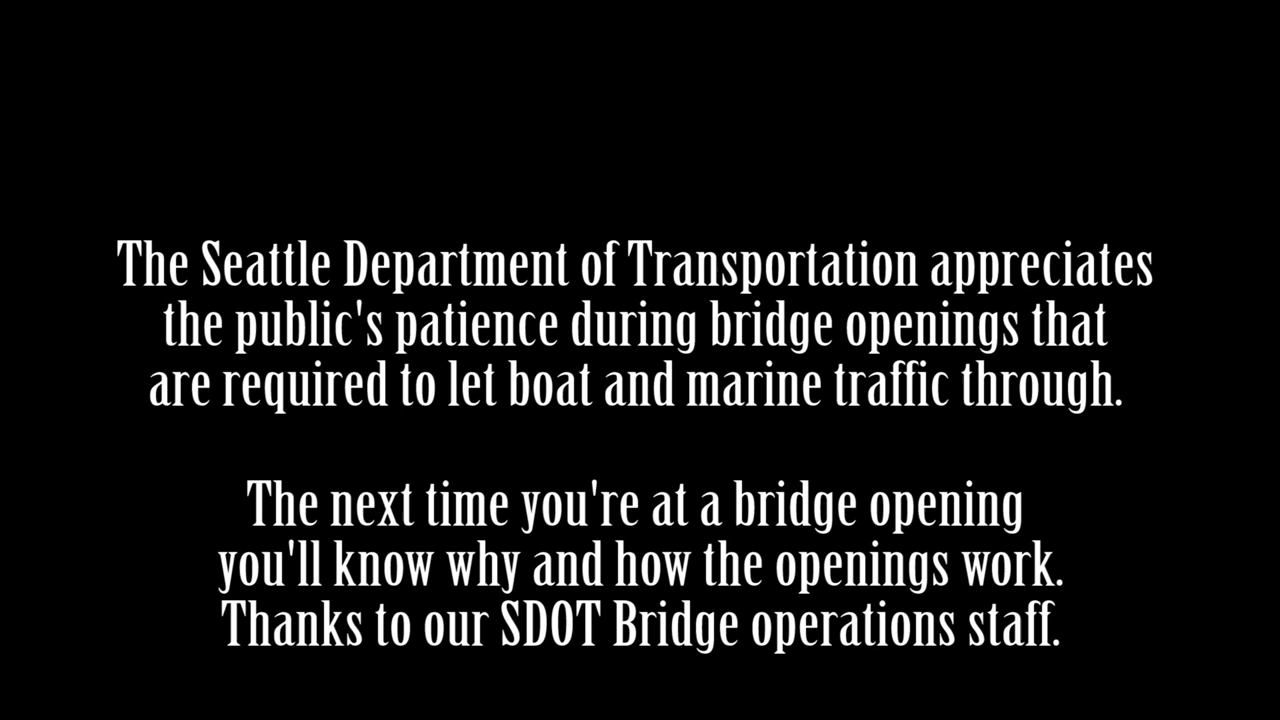 The Seattle Department of Transportation appreciates
the public's patience during bridge openings that
are required to let boat and marine traffic through.
The next time you're at a bridge opening
you'll know why and how the openings work.
Thanks to our SDOT Bridge operations staff.